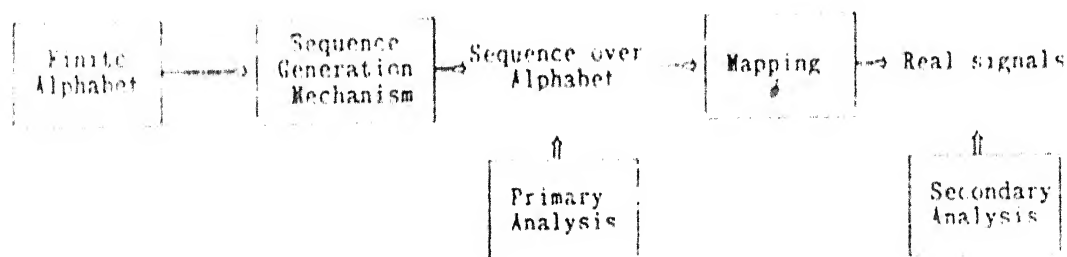 Finite
Alphabet
Sequence
Generation
Mechanism
Sequence over
Alphabet
Mapping
ϕ
Real signals
Primary
Analysis
Secondary
Analysis